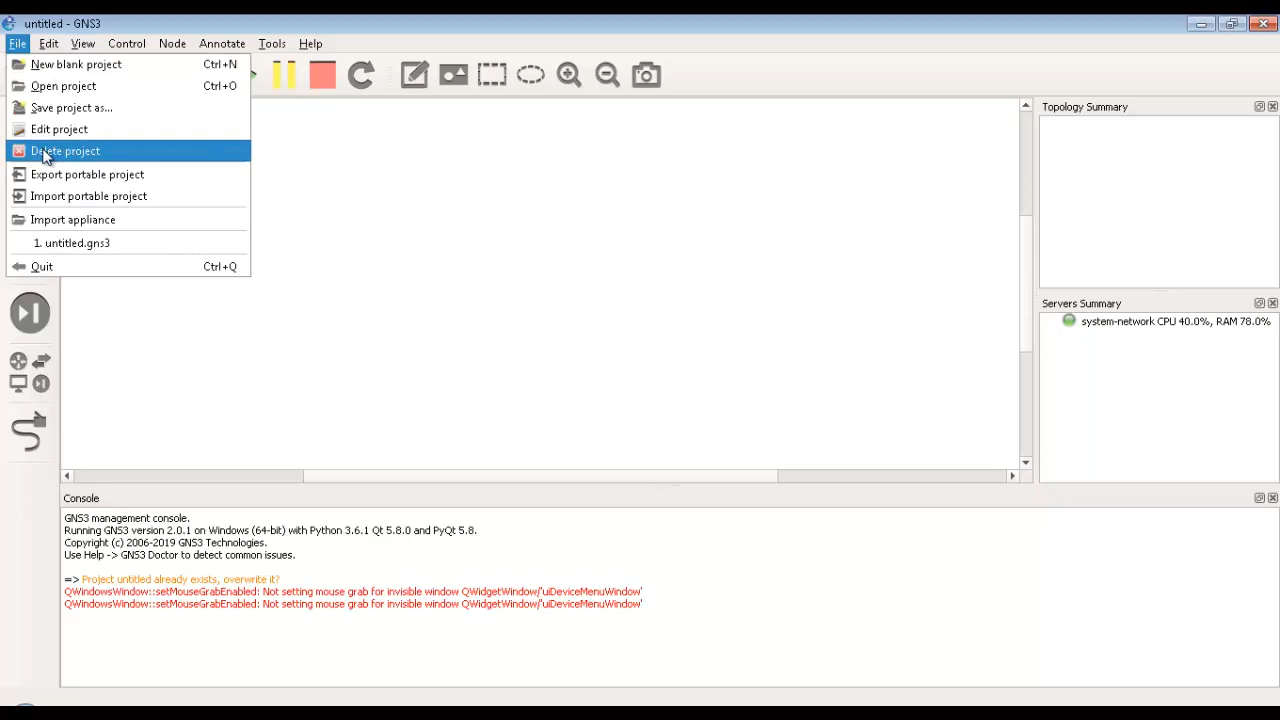 untitled - GNS3
File Edit View Control Node Annotate Tools Help
New blank project Ctrl+N
Open project Ctrl+O
Save project as...
Edit project
Delete project
Export portable project
Import portable project
Import appliance
1. untitled.gns3
Quit Ctrl+Q
Topology Summary
Servers Summary
system-network CPU 40.0%, RAM 78.0%
Console
GNS3 management console.
Running GNS3 version 2.0.1 on Windows (64-bit) with Python 3.6.1 Qt 5.8.0 and PyQt 5.8.
Copyright (c) 2006-2019 GNS3 Technologies.
Use Help -> GNS3 Doctor to detect common issues.
=> Project untitled already exists, overwrite it?
QWindowsWindow::setMouseGrabEnabled: Not setting mouse grab for invisible window QWidgetWindow/'uiDeviceMenuWindow'
QWindowsWindow::setMouseGrabEnabled: Not setting mouse grab for invisible window QWidgetWindow/'uiDeviceMenuWindow'